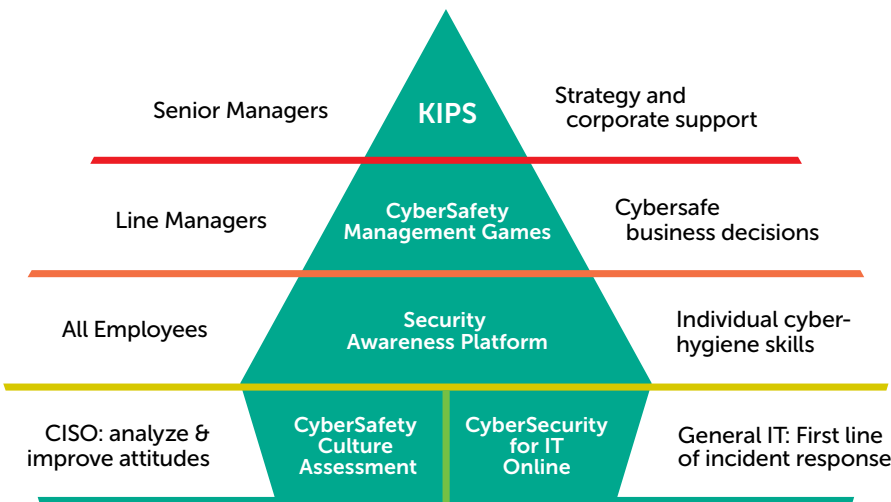 Senior Managers
KIPS
Strategy and
corporate support
Line Managers
CyberSafety
Management Games
Cybersafe
business decisions
All Employees
Security
Awareness Platform
Individual cyber-
hygiene skills
CISO: analyze &
improve attitudes
CyberSafety
Culture
Assessment
CyberSecurity
for IT
Online
General IT: First line
of incident response